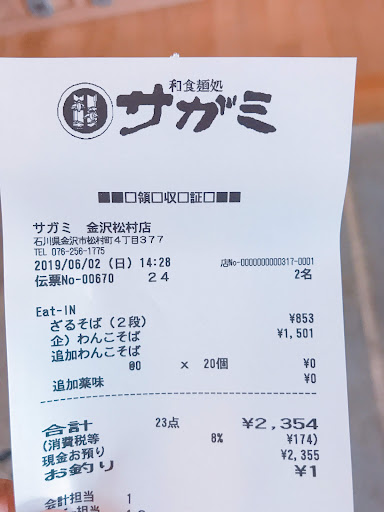 和食麺処
サガミ
■■□領□収□証□■■
サガミ 金沢松村店
石川県金沢市松村町4丁目377
TEL 076-256-1775
2019/06/02(日)14:28 店No-0000000000317-0001
伝票No-00670 24 2名
Eat-IN
ざるそば(2段) ¥853
企)わんこそば ¥1,501
追加わんこそば
@0 x 20個 ¥0
追加薬味 ¥0
合計 23点 ¥2,354
(消費税等 8% ¥174)
現金お預り ¥2,355
お釣り ¥1
会計担当 1